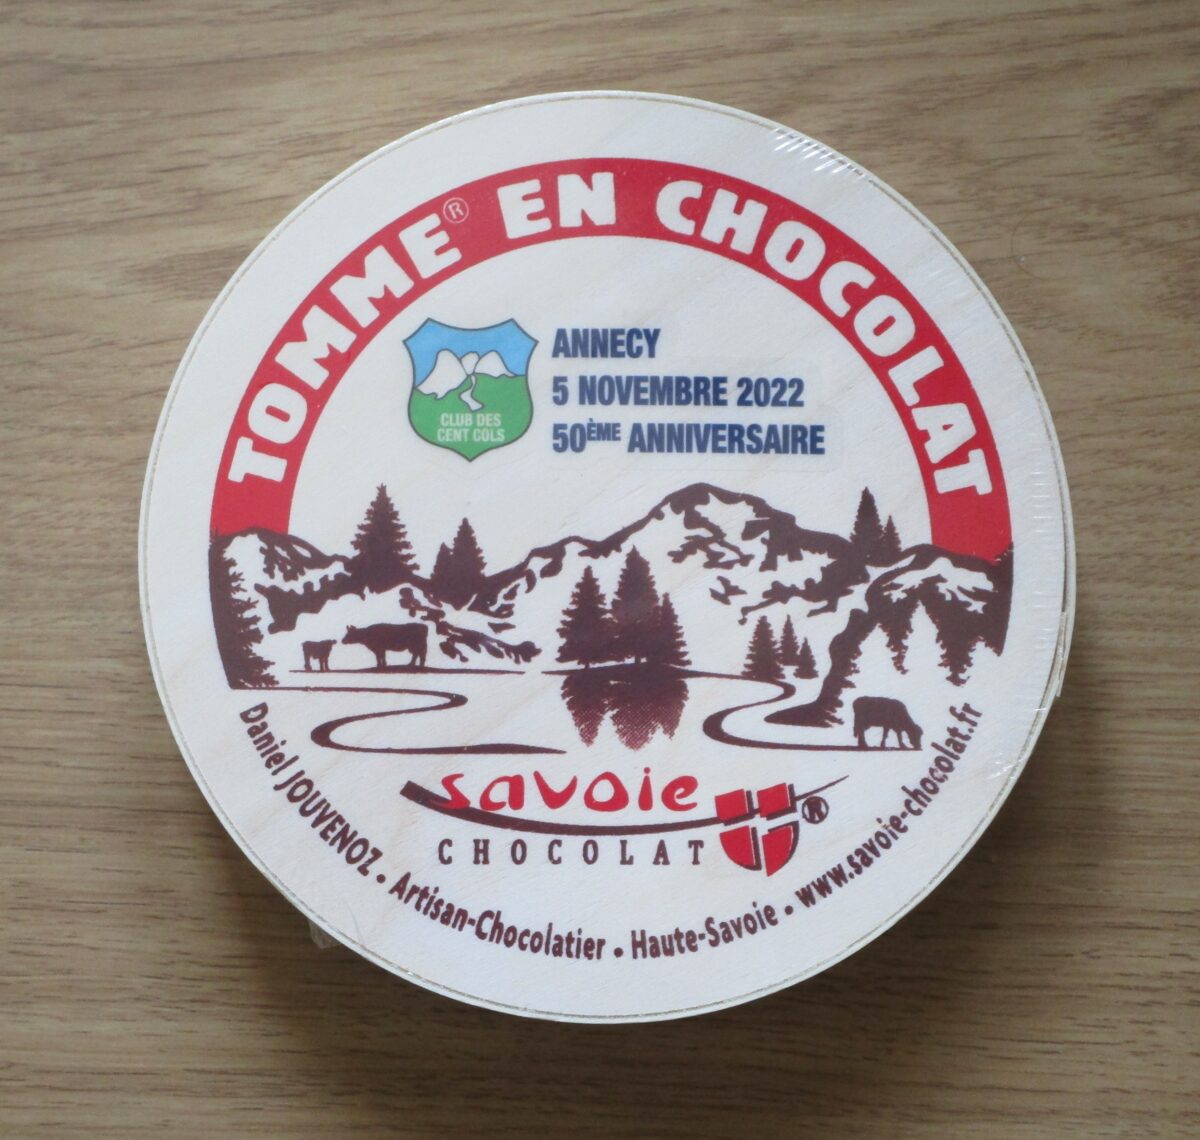 TOMME® EN CHOCOLAT
ANNECY
5 NOVEMBRE 2022
50ÈME ANNIVERSAIRE
CLUB DES
CENT COLS
savoie
CHOCOLAT ®
Daniel JOUVENOZ • Artisan-Chocolatier • Haute-Savoie • www.savoie-chocolat.fr